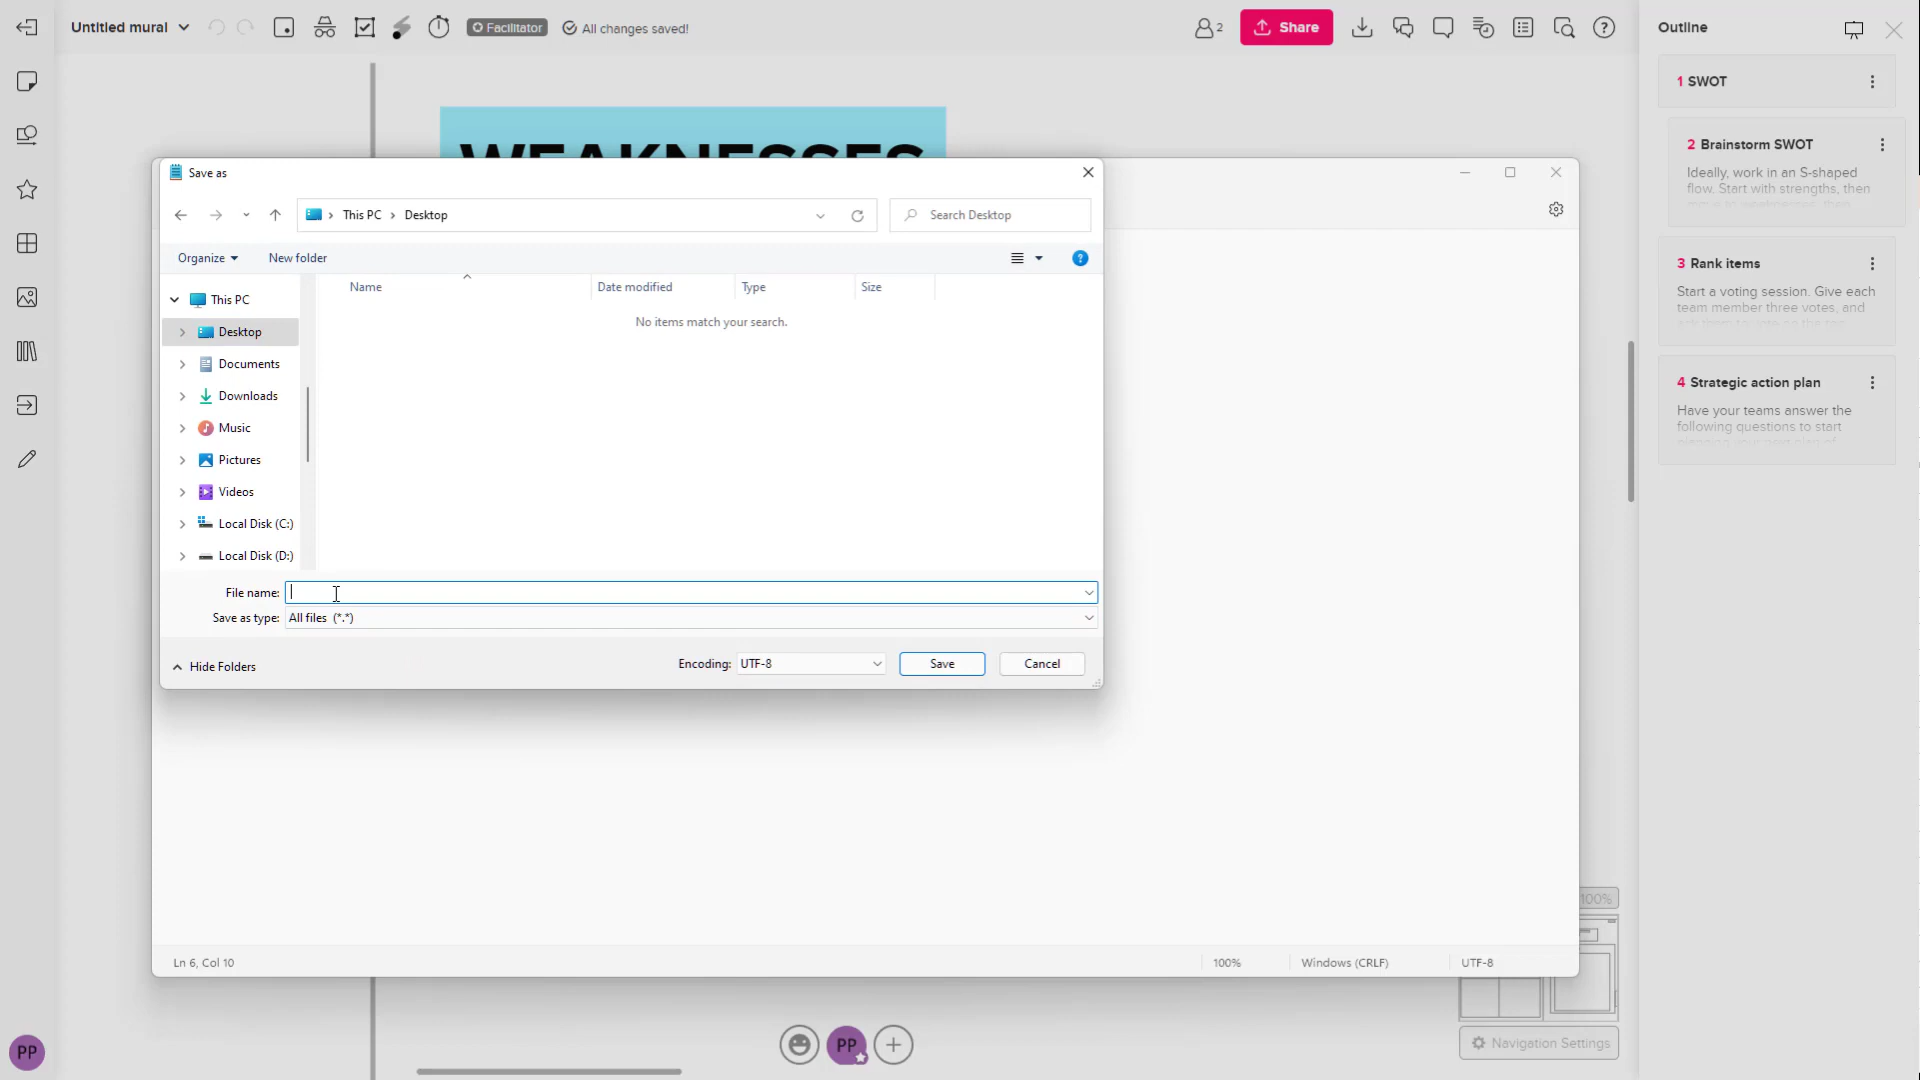 Untitled mural
Facilitator
All changes saved!
2
Share
Outline
1 SWOT
2 Brainstorm SWOT
Ideally, work in an S-shaped
flow. Start with strengths, then
3 Rank items
Start a voting session. Give each
team member three votes, and
4 Strategic action plan
Have your teams answer the
following questions to start
WEAKNESSES
Save as
This PC
Desktop
Search Desktop
Organize
New folder
Name
Date modified
Type
Size
No items match your search.
This PC
Desktop
Documents
Downloads
Music
Pictures
Videos
Local Disk (C:)
Local Disk (D:)
File name:
Save as type: All files (*.*)
Hide Folders
Encoding: UTF-8
Save
Cancel
100%
Ln 6, Col 10
100%
Windows (CRLF)
UTF-8
Navigation Settings
PP
PP